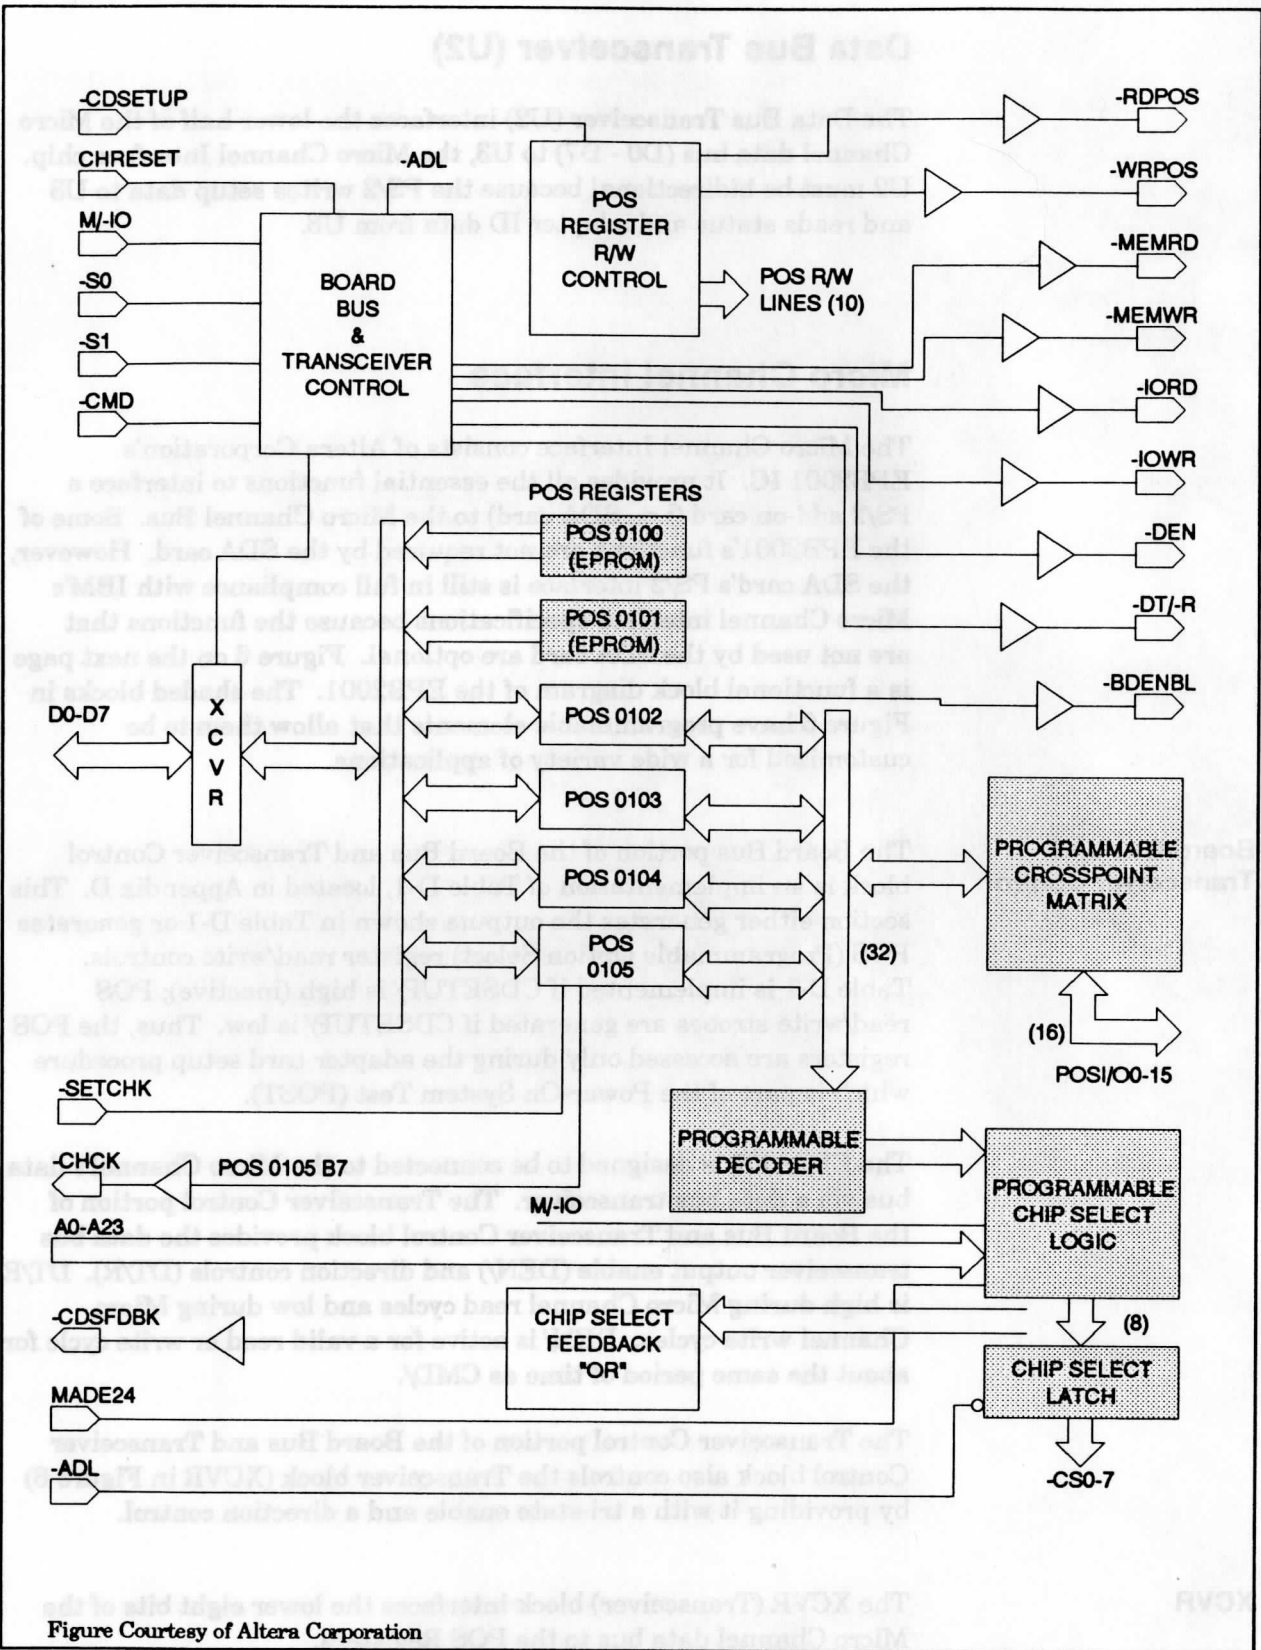 -CDSETUP
CHRESET
M/-IO
-S0
-S1
-CMD
-ADL
BOARD
BUS
&
TRANSCEIVER
CONTROL
POS
REGISTER
R/W
CONTROL
POS R/W
LINES (10)
-RDPOS
-WRPOS
-MEMRD
-MEMWR
-IORD
-IOWR
-DEN
-DT/-R
-BDENBL
POS REGISTERS
POS 0100
(EPROM)
POS 0101
(EPROM)
POS 0102
POS 0103
POS 0104
POS
0105
D0-D7
X
C
V
R
(32)
PROGRAMMABLE
CROSSPOINT
MATRIX
(16)
POSI/O0-15
-SETCHK
-CHCK
POS 0105 B7
PROGRAMMABLE
DECODER
M/-IO
A0-A23
PROGRAMMABLE
CHIP SELECT
LOGIC
-CDSFDBK
CHIP SELECT
FEEDBACK
"OR"
(8)
CHIP SELECT
LATCH
MADE24
-ADL
-CS0-7
Figure Courtesy of Altera Corporation